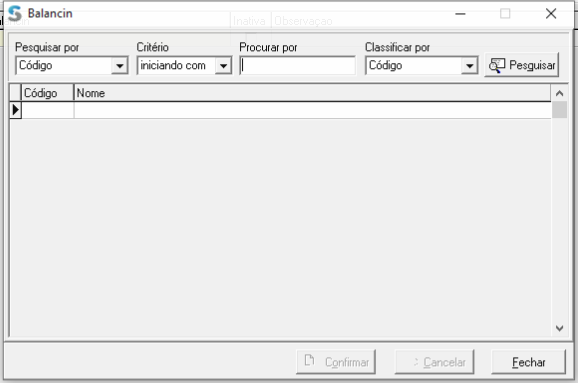 Balancin
Inativa Observaçao
Pesquisar por Critério Procurar por Classificar por
Código iniciando com Código Pesquisar
Código Nome
Confirmar Cancelar Fechar